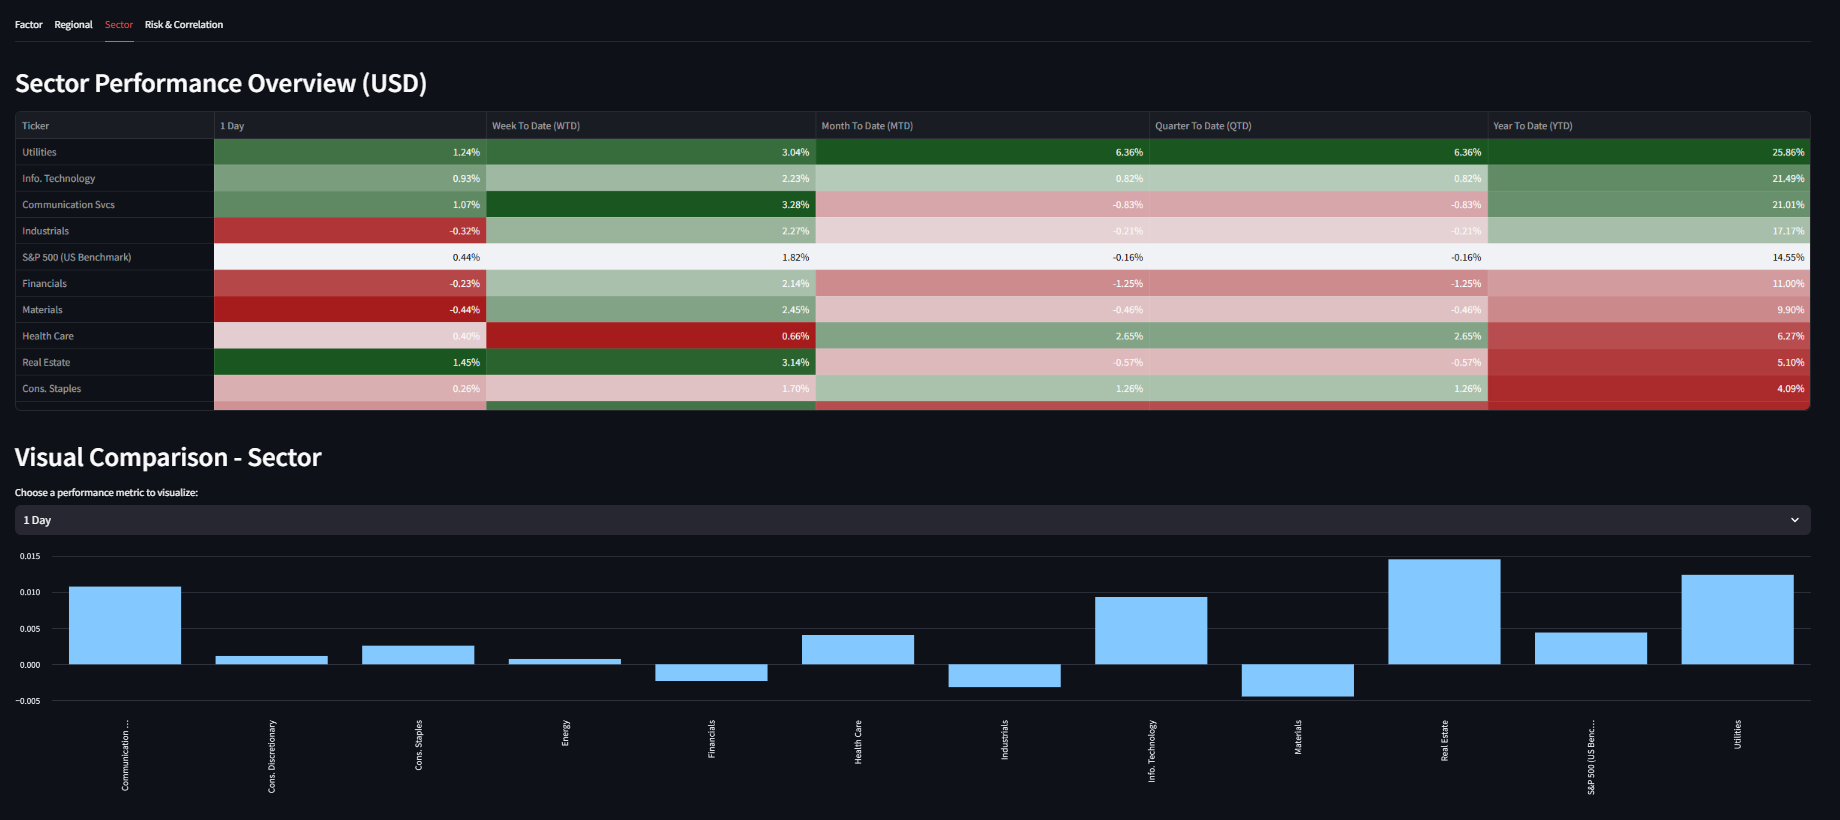 Factor Regional Sector Risk & Correlation
Sector Performance Overview (USD)
Ticker 1 Day Week To Date (WTD) Month To Date (MTD) Quarter To Date (QTD) Year To Date (YTD)
Utilities 1.24% 3.04% 6.36% 6.36% 25.86%
Info. Technology 0.93% 2.23% 0.82% 0.82% 21.49%
Communication Svcs 1.07% 3.28% -0.83% -0.83% 21.01%
Industrials -0.32% 2.27% -0.21% -0.21% 17.17%
S&P 500 (US Benchmark) 0.44% 1.82% -0.16% -0.16% 14.55%
Financials -0.23% 2.14% -1.25% -1.25% 11.00%
Materials -0.44% 2.45% -0.46% -0.46% 9.90%
Health Care 0.40% 0.66% 2.65% 2.65% 6.27%
Real Estate 1.45% 3.14% -0.57% -0.57% 5.10%
Cons. Staples 0.26% 1.70% 1.26% 1.26% 4.09%
Visual Comparison - Sector
Choose a performance metric to visualize:
1 Day
0.015
0.010
0.005
0.000
−0.005
Communication …
Cons. Discretionary
Cons. Staples
Energy
Financials
Health Care
Industrials
Info. Technology
Materials
Real Estate
S&P 500 (US Benc…
Utilities